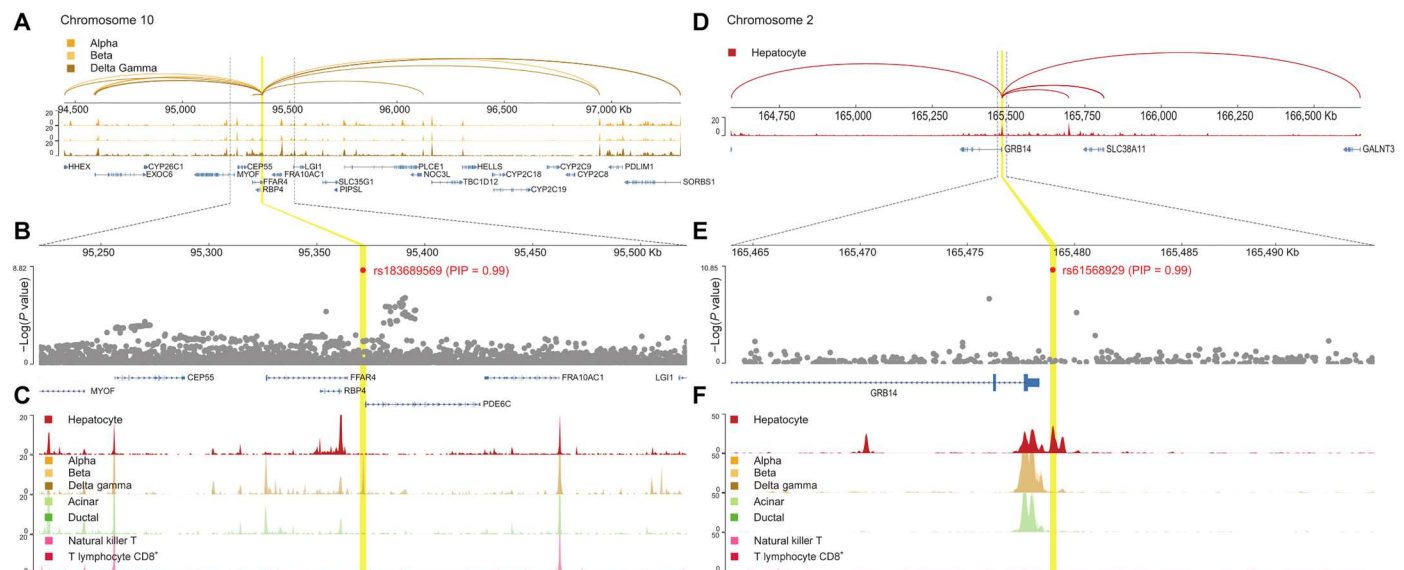 A Chromosome 10
Alpha
Beta
Delta Gamma
94,500 95,000 95,500 96,000 96,500 97,000 Kb
20
20 0
20 0
0
HHEX CYP26C1 CEP55 LGI1 PLCE1 HELLS CYP2C9 PDLIM1
EXOC6 MYOF FFAR4 FRA10AC1 SLC35G1 NOC3L TBC1D12 CYP2C18 CYP2C8 SORBS1
RBP4 PIPSL CYP2C19
B
95,250 95,300 95,350 95,400 95,450 95,500 Kb
8.82
rs183689569 (PIP = 0.99)
−Log(P value)
0
CEP55 FFAR4 FRA10AC1 LGI1
MYOF RBP4
PDE6C
C
20
Hepatocyte
20 0
Alpha
Beta
Delta gamma
20 0
Acinar
Ductal
20 0
Natural killer T
T lymphocyte CD8+
0
D Chromosome 2
Hepatocyte
164,750 165,000 165,250 165,500 165,750 166,000 166,250 166,500 Kb
20
0
GRB14 SLC38A11 GALNT3
E
165,465 165,470 165,475 165,480 165,485 165,490 Kb
10.85
rs61568929 (PIP = 0.99)
−Log(P value)
0
GRB14
F
50
Hepatocyte
50 0
Alpha
Beta
Delta gamma
50 0
Acinar
Ductal
50 0
Natural killer T
T lymphocyte CD8+
0